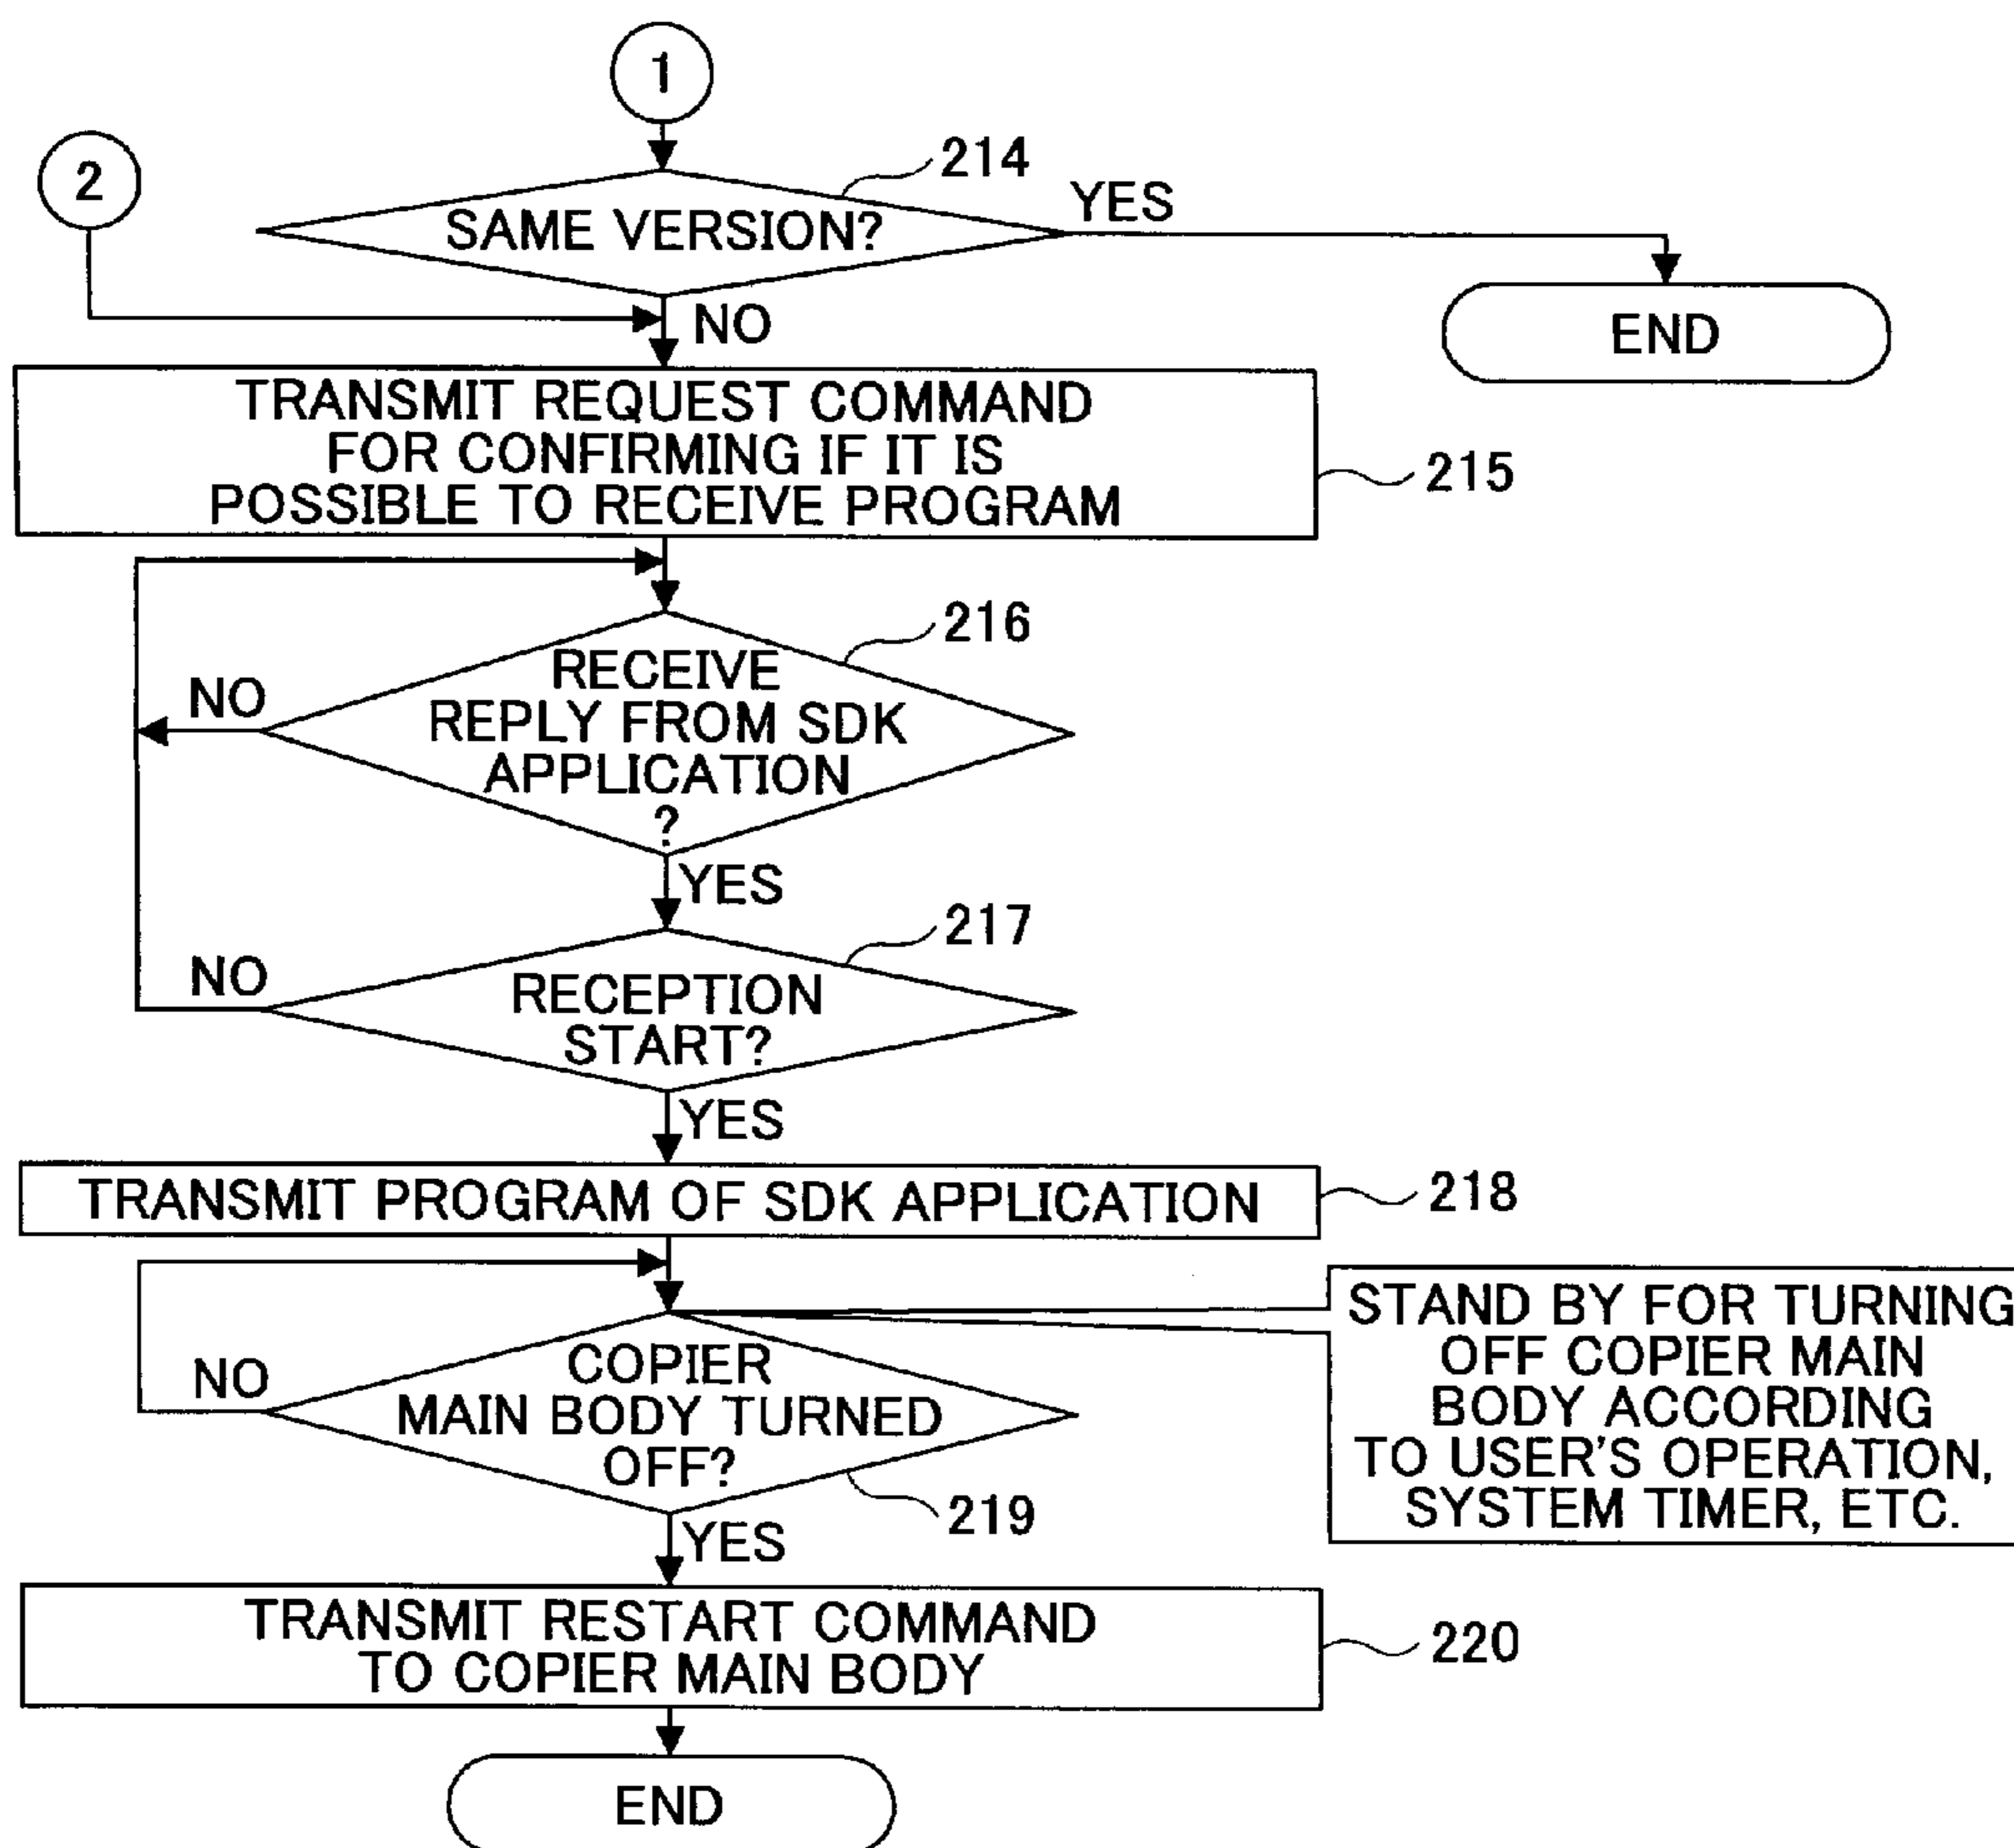 1
2
214
SAME VERSION?
YES
END
NO
TRANSMIT REQUEST COMMAND
FOR CONFIRMING IF IT IS
POSSIBLE TO RECEIVE PROGRAM
215
216
RECEIVE
REPLY FROM SDK
APPLICATION
?
NO
YES
217
RECEPTION
START?
NO
YES
TRANSMIT PROGRAM OF SDK APPLICATION
218
COPIER
MAIN BODY TURNED
OFF?
NO
219
STAND BY FOR TURNING
OFF COPIER MAIN
BODY ACCORDING
TO USER'S OPERATION,
SYSTEM TIMER, ETC.
YES
TRANSMIT RESTART COMMAND
TO COPIER MAIN BODY
220
END